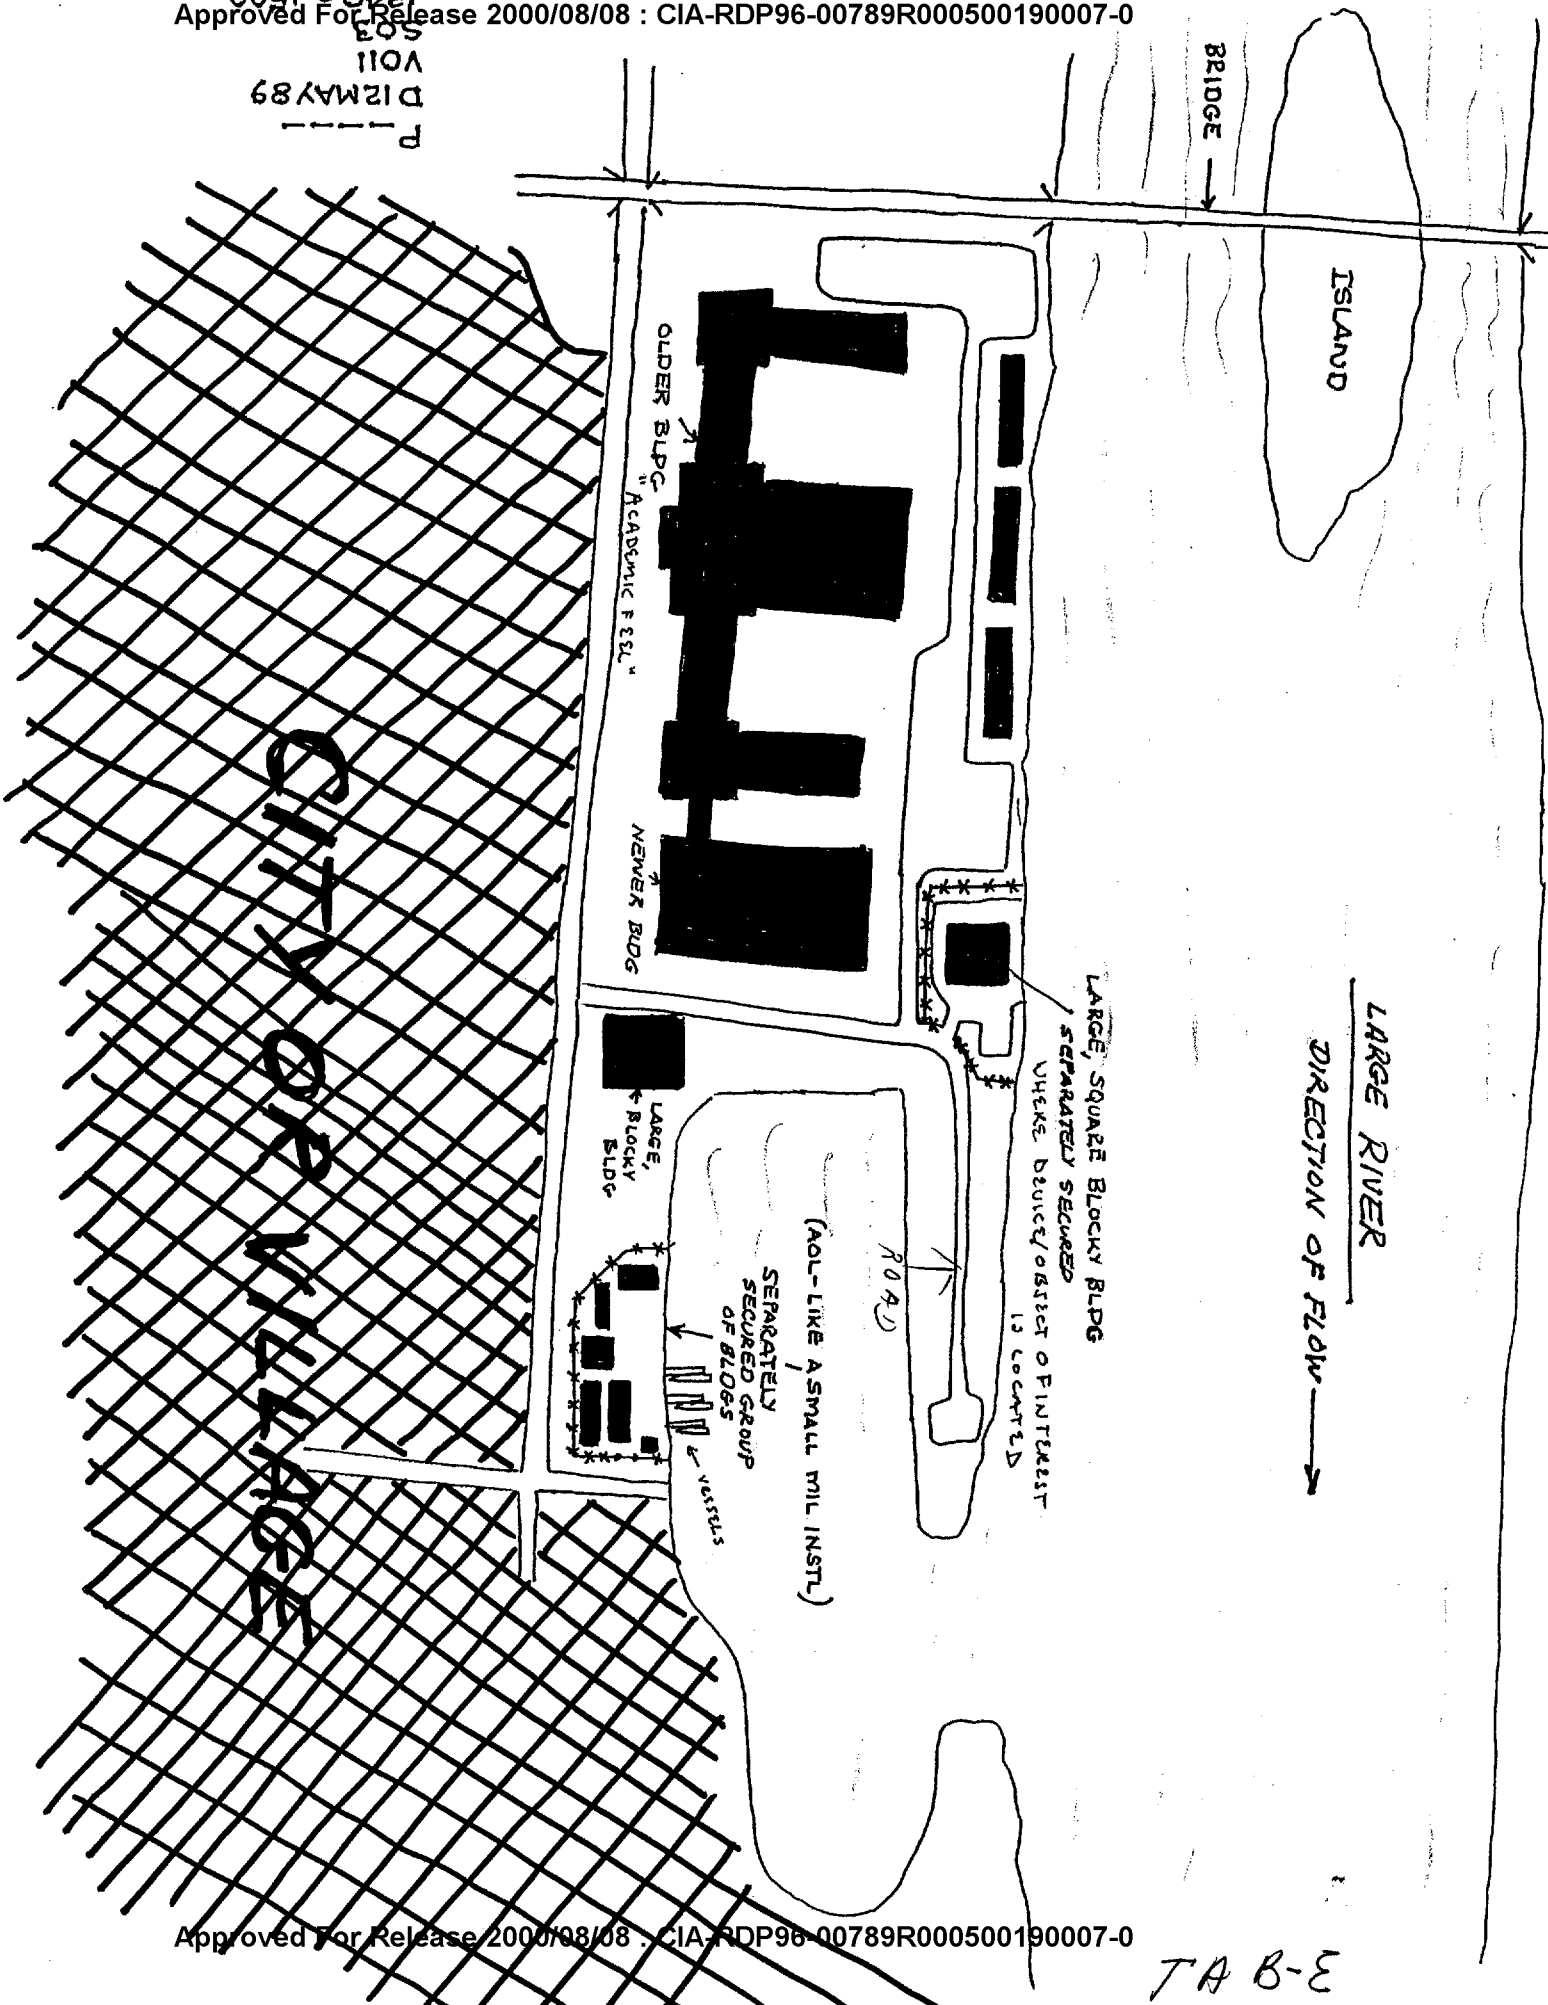 Approved For Release 2000/08/08 : CIA-RDP96-00789R000500190007-0
S03
V011
D12MAY89
P-----
BRIDGE
ISLAND
LARGE RIVER
DIRECTION OF FLOW
LARGE, SQUARE BLOCKY BLDG
SEPARATELY SECURED
WHERE DEVICE/OBJECT OF INTEREST
IS LOCATED
OLDER BLDG
"ACADEMIC FEEL"
NEWER BLDG
LARGE,
BLOCKY
BLDG
ROAD
(AOL-LIKE A SMALL MIL INSTL)
SEPARATELY
SECURED GROUP
OF BLDGS
VESSELS
CITY OR VILLAGE
Approved For Release 2000/08/08 : CIA-RDP96-00789R000500190007-0
TAB-E